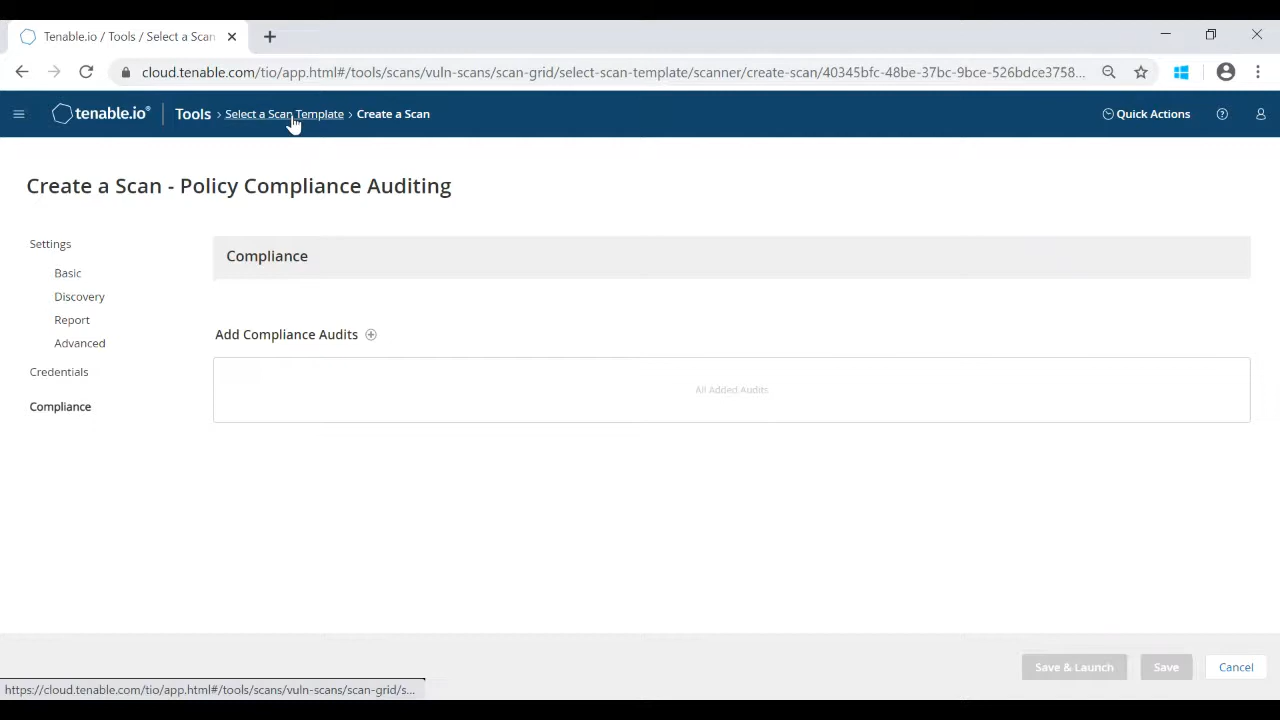 Tenable.io / Tools / Select a Scan
cloud.tenable.com/tio/app.html#/tools/scans/vuln-scans/scan-grid/select-scan-template/scanner/create-scan/40345bfc-48be-37bc-9bce-526bdce3758...
tenable.io® Tools › Select a Scan Template › Create a Scan Quick Actions
Create a Scan - Policy Compliance Auditing
Settings
Basic
Discovery
Report
Advanced
Credentials
Compliance
Compliance
Add Compliance Audits
All Added Audits
Save & Launch Save Cancel
https://cloud.tenable.com/tio/app.html#/tools/scans/vuln-scans/scan-grid/s...